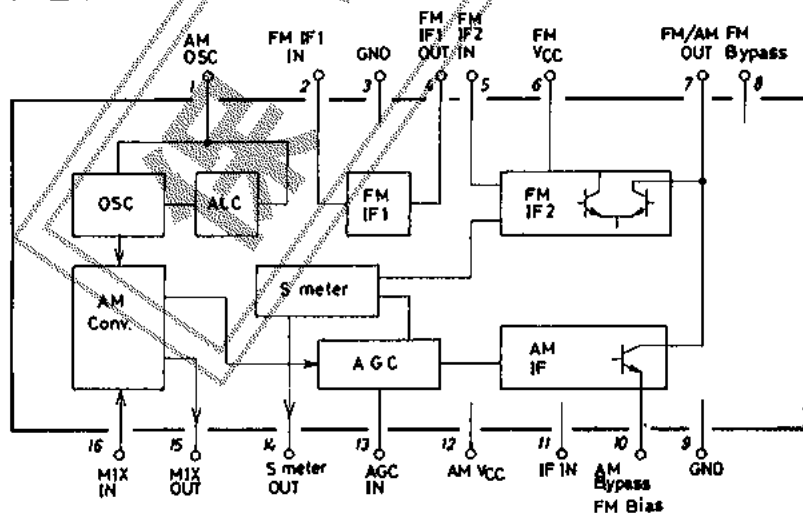 AM
OSC
FM IF1
IN
GND
FM
IF1
OUT
FM
IF2
IN
FM
VCC
FM/AM
OUT
FM
Bypass
1
2
3
4
5
6
7
8
OSC
ALC
FM
IF1
FM
IF2
AM
Conv.
S meter
AGC
AM
IF
16
15
14
13
12
11
10
9
MIX
IN
MIX
OUT
S meter
OUT
AGC
IN
AM VCC
IF IN
AM
Bypass
FM Bias
GND